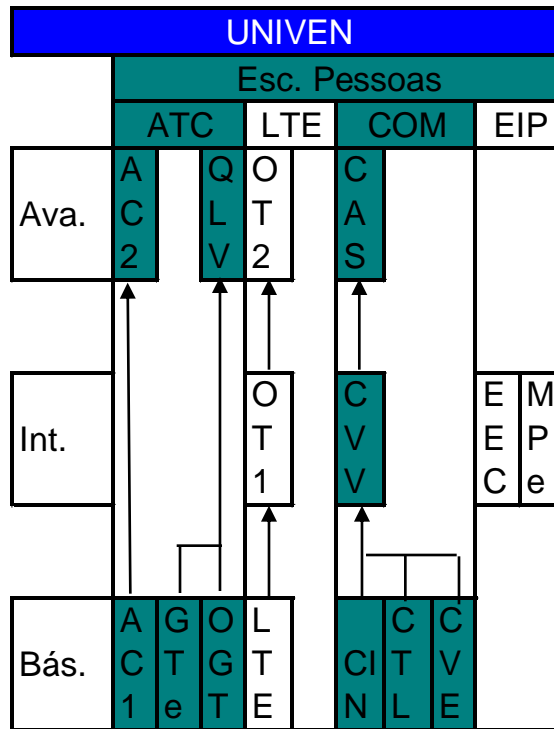 UNIVEN
Esc. Pessoas
ATC LTE COM EIP
Ava. AC2 QLV OT2 CAS
Int. OT1 CVV EEC MPe
Bás. AC1 GTe OGT LTE CIN CTL CVE